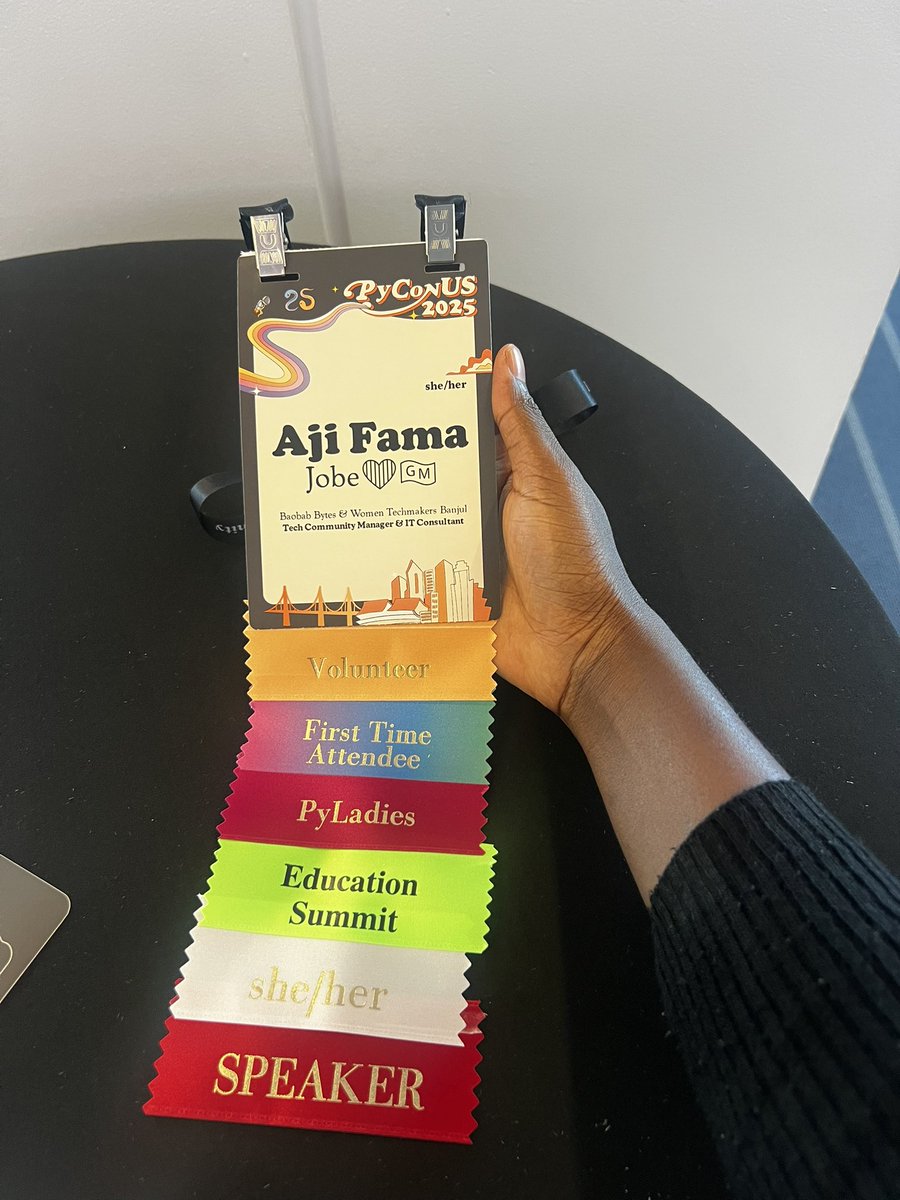 25
PyConUS
2025
she/her
Aji Fama
Jobe GM
Baobab Bytes & Women Techmakers Banjul
Tech Community Manager & IT Consultant
Volunteer
First Time
Attendee
PyLadies
Education
Summit
she/her
SPEAKER